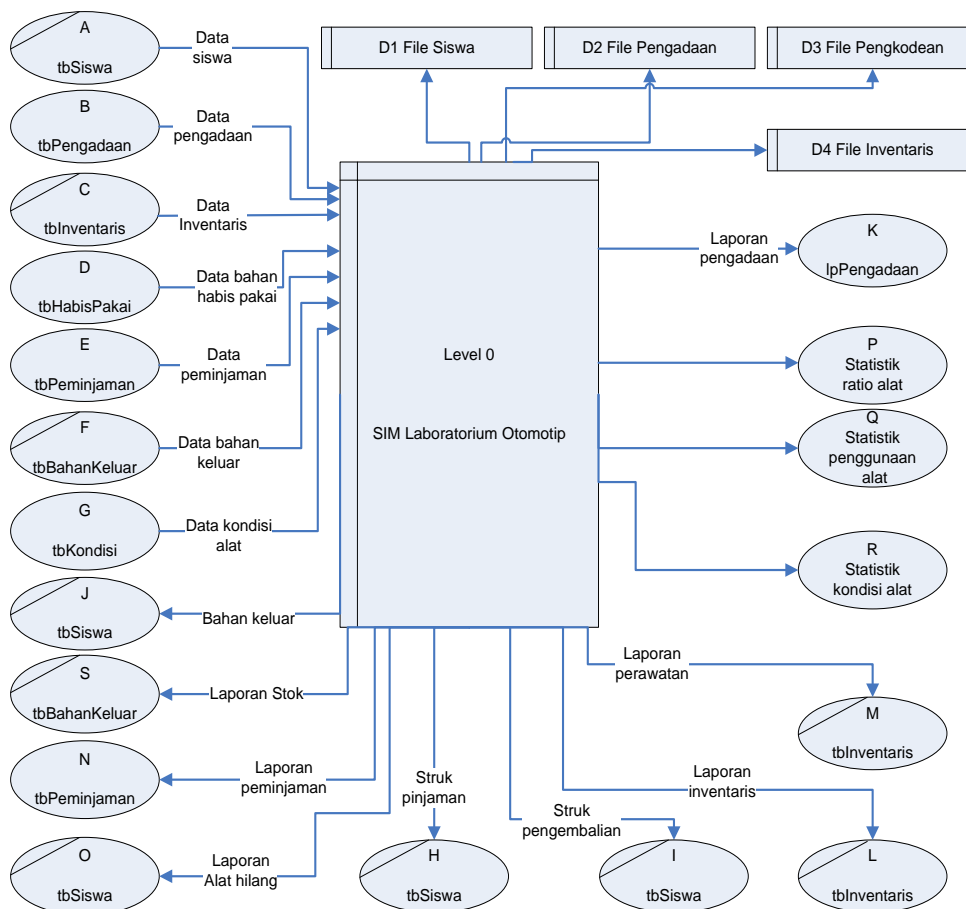 A
tbSiswa
Data
siswa
D1 File Siswa
D2 File Pengadaan
D3 File Pengkodean
B
tbPengadaan
Data
pengadaan
D4 File Inventaris
C
tbInventaris
Data
Inventaris
D
tbHabisPakai
Data bahan
habis pakai
E
tbPeminjaman
Data
peminjaman
F
tbBahanKeluar
Data bahan
keluar
G
tbKondisi
Data kondisi
alat
Level 0
SIM Laboratorium Otomotip
Laporan
pengadaan
K
lpPengadaan
P
Statistik
ratio alat
Q
Statistik
penggunaan
alat
R
Statistik
kondisi alat
J
tbSiswa
Bahan keluar
S
tbBahanKeluar
Laporan Stok
N
tbPeminjaman
Laporan
peminjaman
O
tbSiswa
Laporan
Alat hilang
Struk
pinjaman
H
tbSiswa
Struk
pengembalian
I
tbSiswa
Laporan
perawatan
M
tbInventaris
Laporan
inventaris
L
tbInventaris